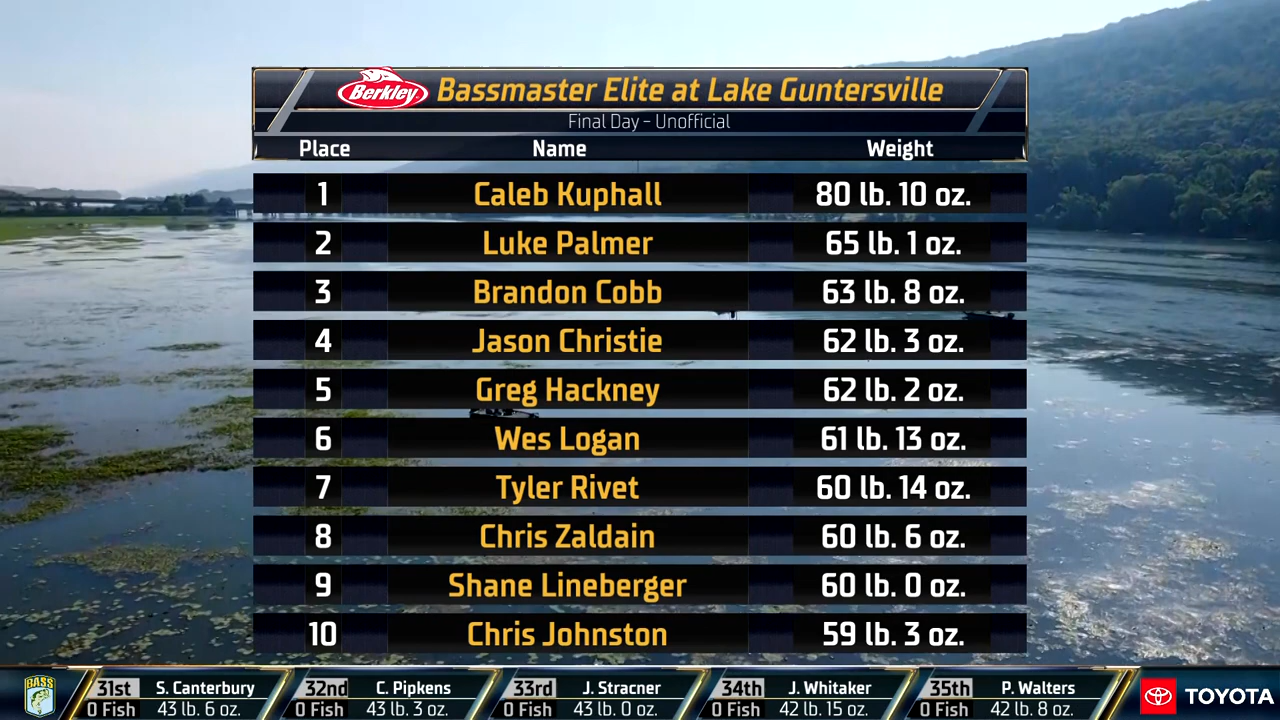 Berkley Bassmaster Elite at Lake Guntersville
Final Day – Unofficial
Place Name Weight
1 Caleb Kuphall 80 lb. 10 oz.
2 Luke Palmer 65 lb. 1 oz.
3 Brandon Cobb 63 lb. 8 oz.
4 Jason Christie 62 lb. 3 oz.
5 Greg Hackney 62 lb. 2 oz.
6 Wes Logan 61 lb. 13 oz.
7 Tyler Rivet 60 lb. 14 oz.
8 Chris Zaldain 60 lb. 6 oz.
9 Shane Lineberger 60 lb. 0 oz.
10 Chris Johnston 59 lb. 3 oz.
BASS
31st S. Canterbury 32nd C. Pipkens 33rd J. Stracner 34th J. Whitaker 35th P. Walters
0 Fish 43 lb. 6 oz. 0 Fish 43 lb. 3 oz. 0 Fish 43 lb. 0 oz. 0 Fish 42 lb. 15 oz. 0 Fish 42 lb. 8 oz.
TOYOTA